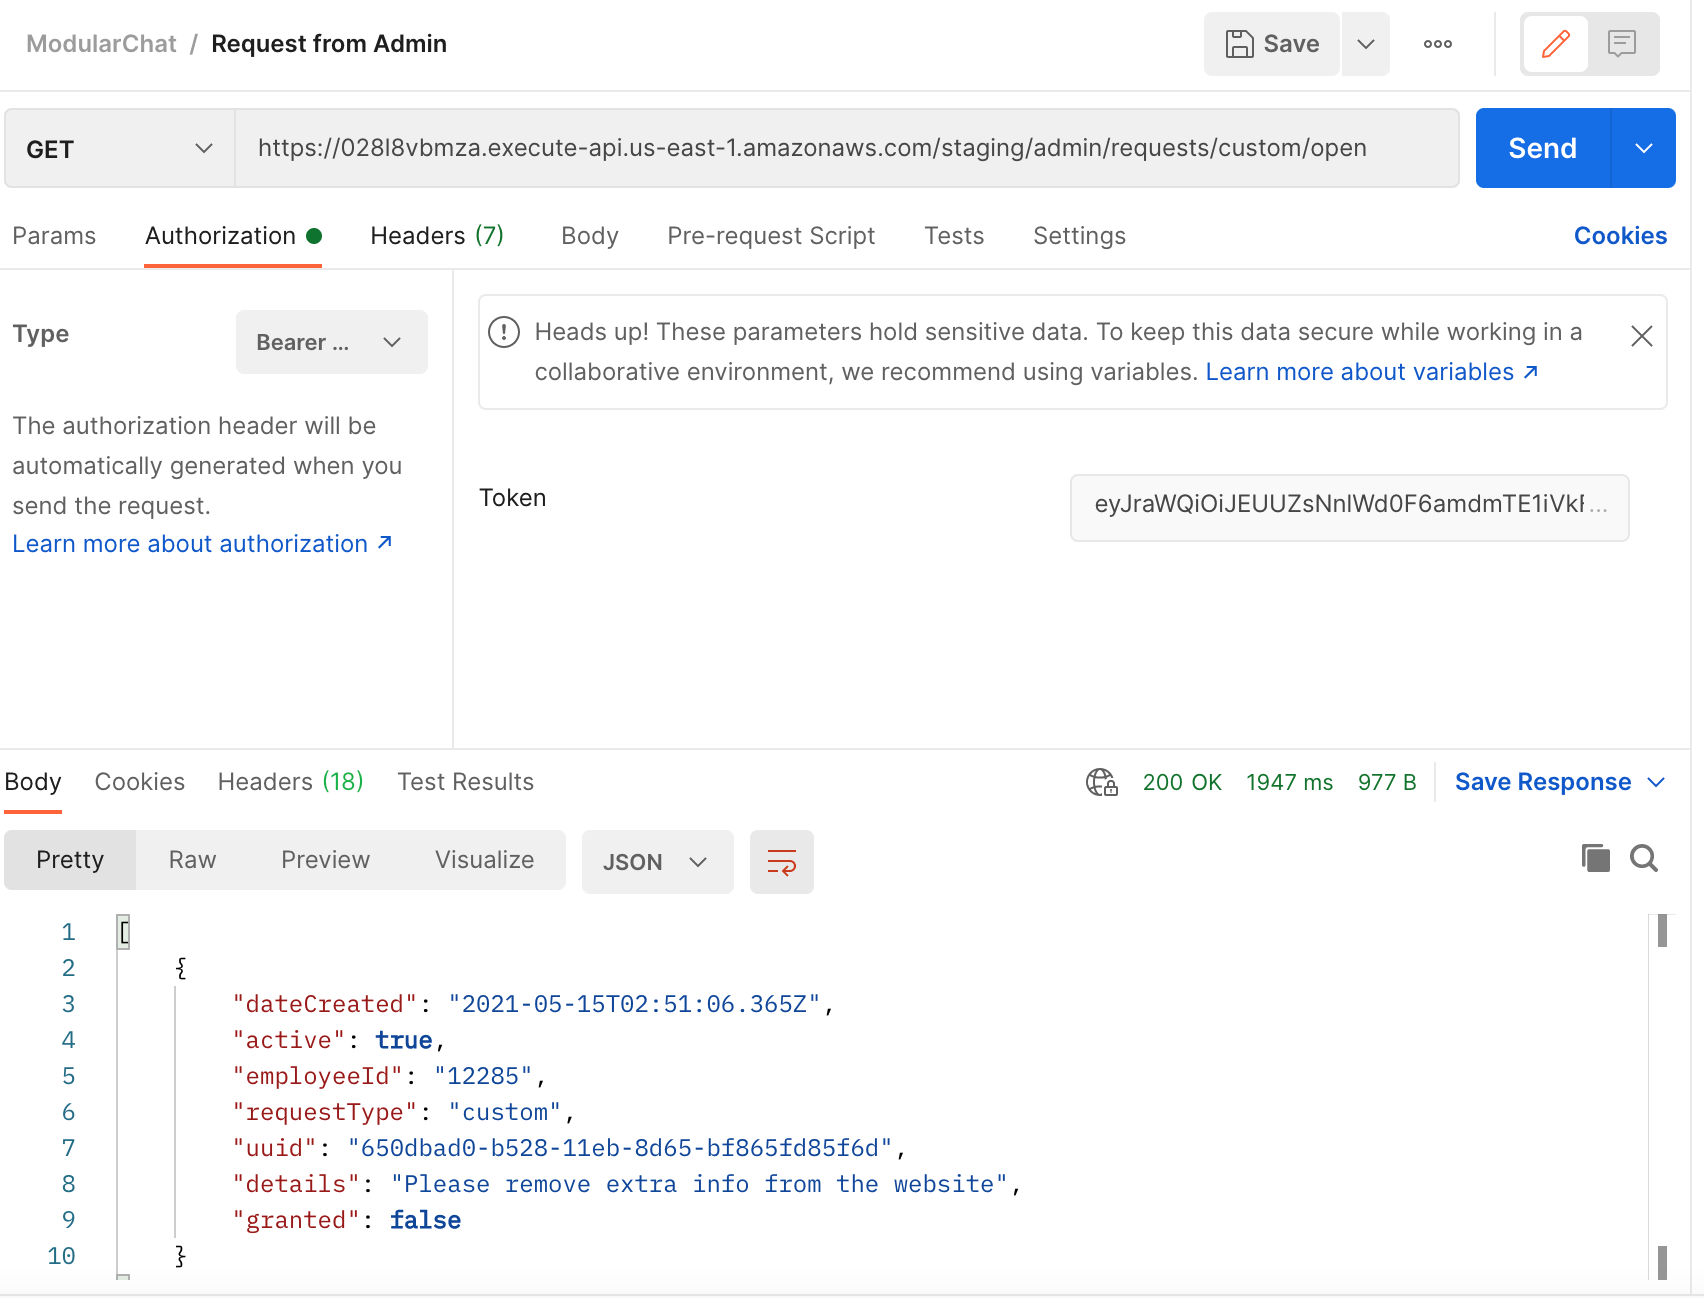 ModularChat / Request from Admin
Save
GET
https://028l8vbmza.execute-api.us-east-1.amazonaws.com/staging/admin/requests/custom/open
Send
Params Authorization Headers (7) Body Pre-request Script Tests Settings Cookies
Type
Bearer ...
The authorization header will be
automatically generated when you
send the request.
Learn more about authorization ↗
Heads up! These parameters hold sensitive data. To keep this data secure while working in a
collaborative environment, we recommend using variables. Learn more about variables ↗
Token
eyJraWQiOiJEUUZsNnlWd0F6amdmTE1iVk...
Body Cookies Headers (18) Test Results
200 OK 1947 ms 977 B Save Response
Pretty Raw Preview Visualize JSON
1 [
2 {
3 "dateCreated": "2021-05-15T02:51:06.365Z",
4 "active": true,
5 "employeeId": "12285",
6 "requestType": "custom",
7 "uuid": "650dbad0-b528-11eb-8d65-bf865fd85f6d",
8 "details": "Please remove extra info from the website",
9 "granted": false
10 }